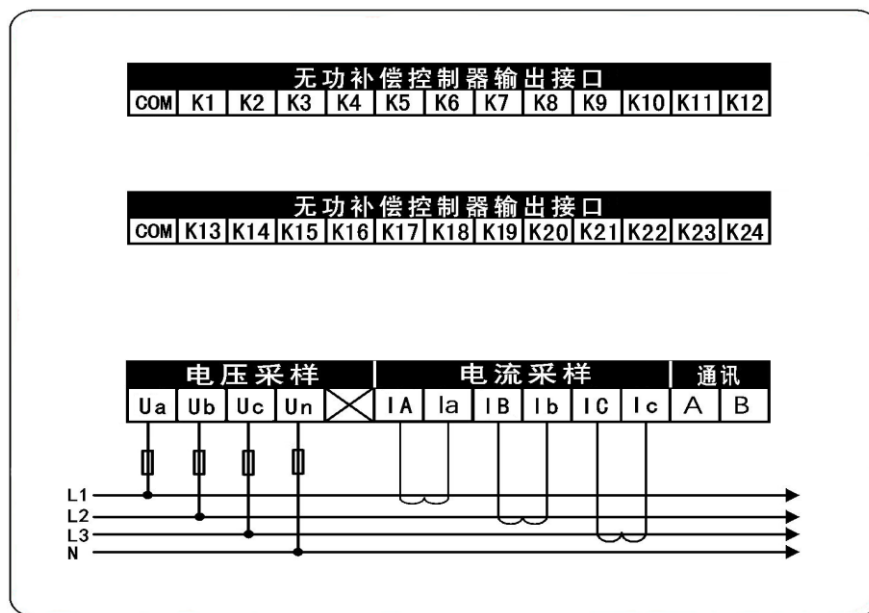 无功补偿控制器输出接口
COM K1 K2 K3 K4 K5 K6 K7 K8 K9 K10 K11 K12
无功补偿控制器输出接口
COM K13 K14 K15 K16 K17 K18 K19 K20 K21 K22 K23 K24
电压采样 电流采样 通讯
Ua Ub Uc Un IA Ia IB Ib IC Ic A B
L1
L2
L3
N